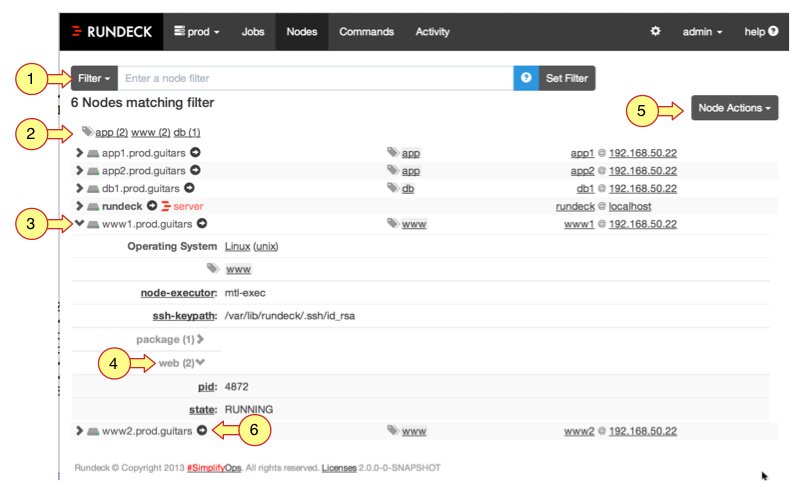 RUNDECK prod Jobs Nodes Commands Activity admin help
1 Filter Enter a node filter Set Filter
6 Nodes matching filter
5 Node Actions
2 app (2) www (2) db (1)
app1.prod.guitars app app1 @ 192.168.50.22
app2.prod.guitars app app2 @ 192.168.50.22
db1.prod.guitars db db1 @ 192.168.50.22
rundeck server rundeck @ localhost
3 www1.prod.guitars www www1 @ 192.168.50.22
Operating System Linux (unix)
www
node-executor: mtl-exec
ssh-keypath: /var/lib/rundeck/.ssh/id_rsa
package (1)
4 web (2)
pid: 4872
state: RUNNING
www2.prod.guitars 6 www www2 @ 192.168.50.22
Rundeck © Copyright 2013 #SimplifyOps. All rights reserved. Licenses 2.0.0-0-SNAPSHOT